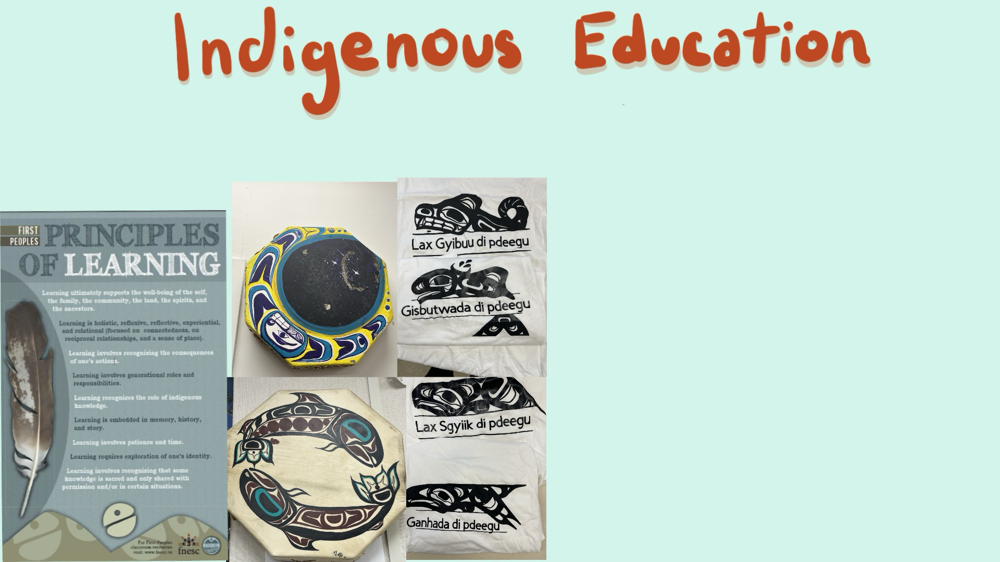 Indigenous Education
FIRST
PEOPLES
PRINCIPLES
OF LEARNING
Learning ultimately supports the well-being of the self,
the family, the community, the land, the spirits, and
the ancestors.
Learning is holistic, reflexive, reflective, experiential,
and relational (focused on connectedness, on
reciprocal relationships, and a sense of place).
Learning involves recognizing the consequences
of one's actions.
Learning involves generational roles and
responsibilities.
Learning recognizes the role of indigenous
knowledge.
Learning is embedded in memory, history,
and story.
Learning involves patience and time.
Learning requires exploration of one's identity.
Learning involves recognizing that some
knowledge is sacred and only shared with
permission and/or in certain situations.
For First Peoples
classroom resources
visit: www.fnesc.ca
fnesc
Lax Gyibuu di pdeegu
Gisbutwada di pdeegu
Lax Sgyiik di pdeegu
Ganhada di pdeegu